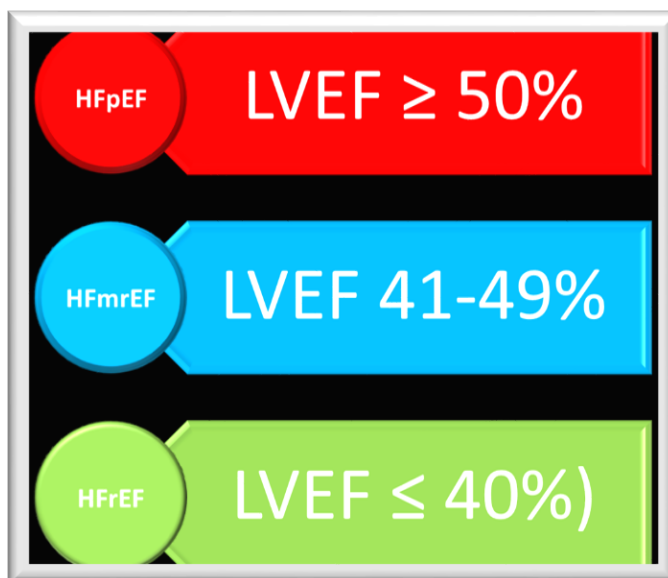 HFpEF
LVEF ≥ 50%
HFmrEF
LVEF 41-49%
HFrEF
LVEF ≤ 40%)